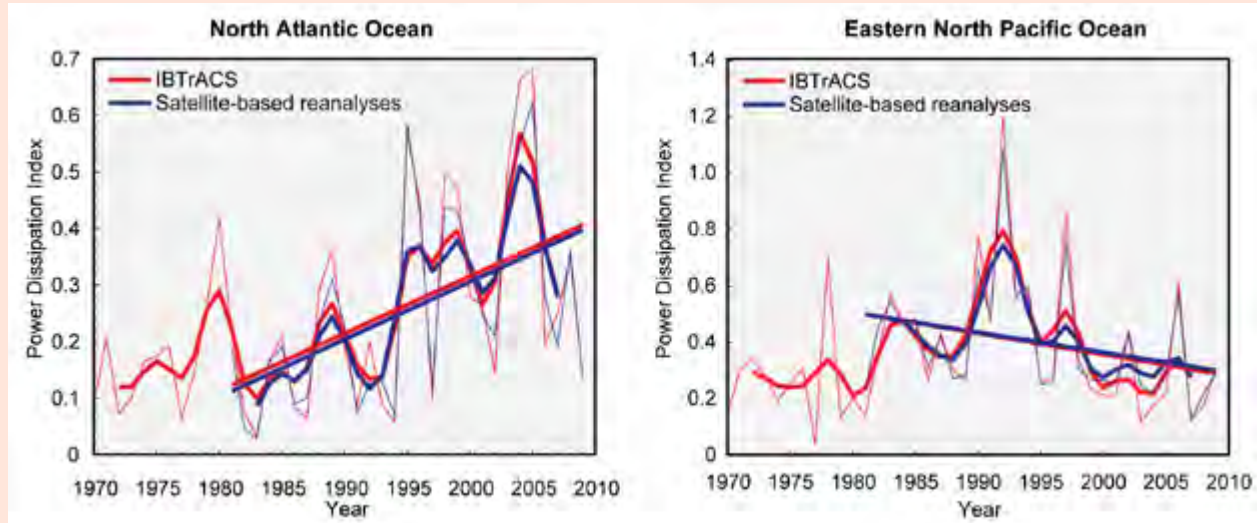 North Atlantic Ocean
IBTrACS
Satellite-based reanalyses
Power Dissipation Index
0.7
0.6
0.5
0.4
0.3
0.2
0.1
0
1970 1975 1980 1985 1990 1995 2000 2005 2010
Year
Eastern North Pacific Ocean
IBTrACS
Satellite-based reanalyses
Power Dissipation Index
1.4
1.2
1.0
0.8
0.6
0.4
0.2
0
1970 1975 1980 1985 1990 1995 2000 2005 2010
Year